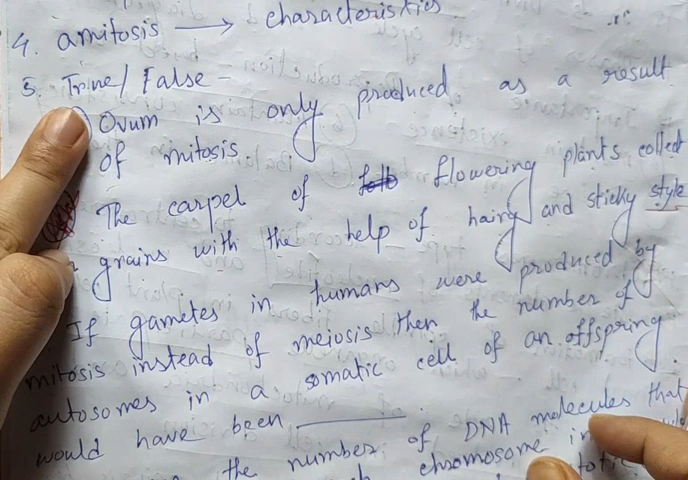 4. amitosis → characteristics
5. True/False -
Ovum is only produced as a result
of mitosis
The carpel of flowering plants collect
grains with the help of hairy and sticky style
If gametes in humans were produced by
mitosis instead of meiosis then the number of
autosomes in a somatic cell of an offspring
would have been ________
the number of DNA molecules that
chromosome in